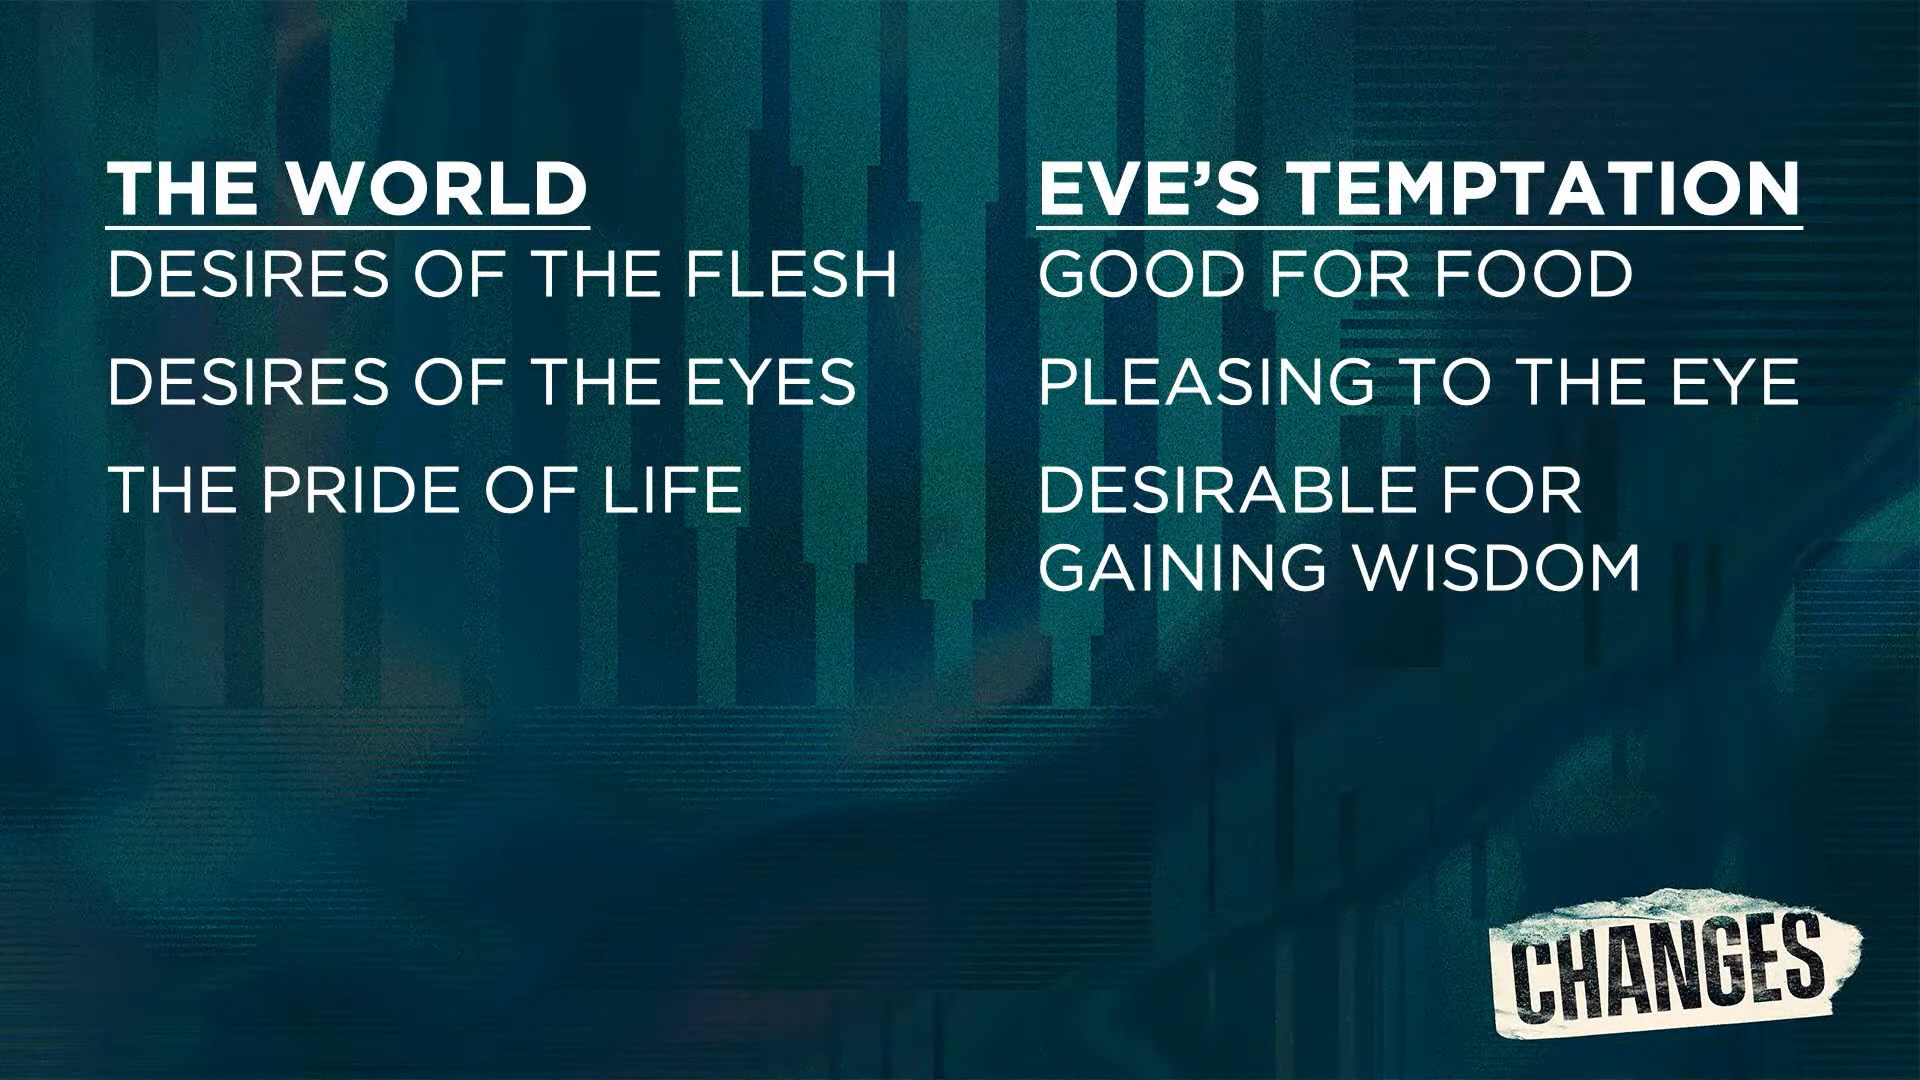 THE WORLD
DESIRES OF THE FLESH
DESIRES OF THE EYES
THE PRIDE OF LIFE
EVE’S TEMPTATION
GOOD FOR FOOD
PLEASING TO THE EYE
DESIRABLE FOR
GAINING WISDOM
CHANGES